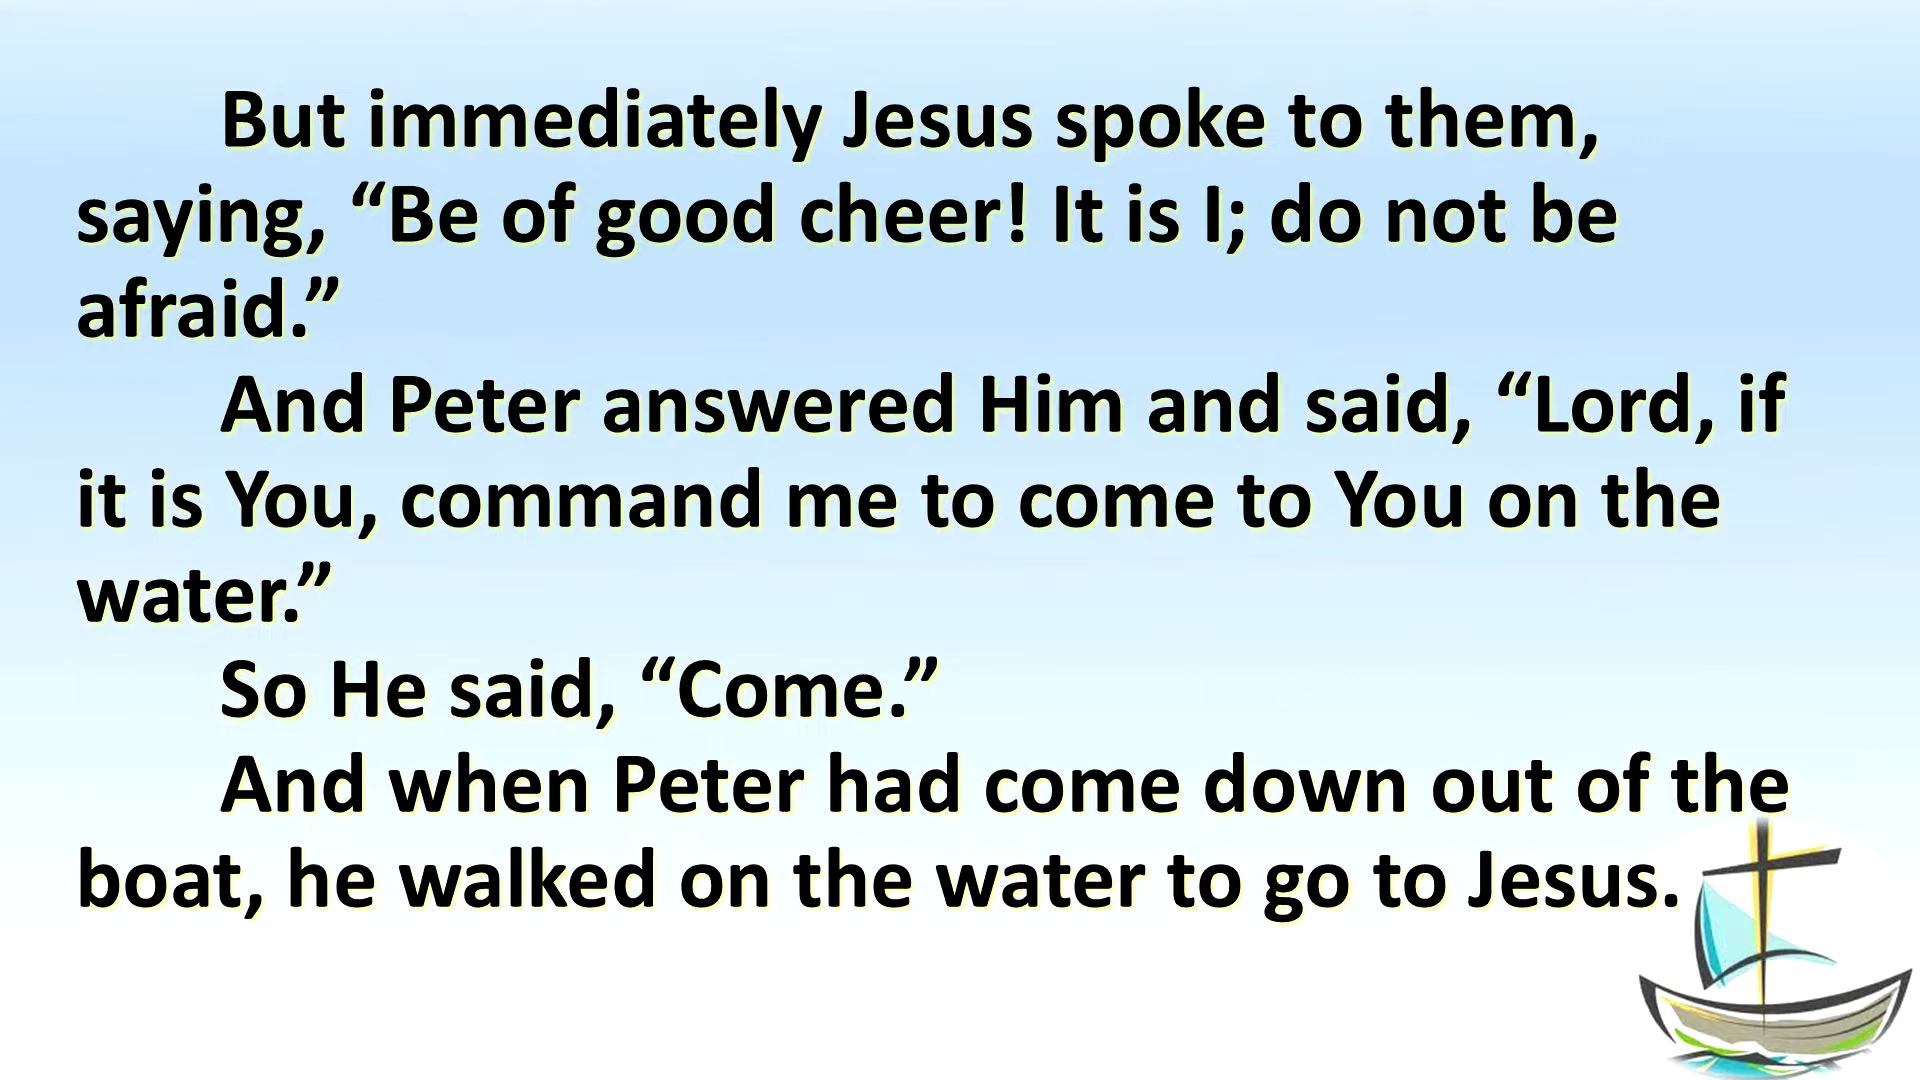 But immediately Jesus spoke to them,
saying, “Be of good cheer! It is I; do not be
afraid.”
And Peter answered Him and said, “Lord, if
it is You, command me to come to You on the
water.”
So He said, “Come.”
And when Peter had come down out of the
boat, he walked on the water to go to Jesus.